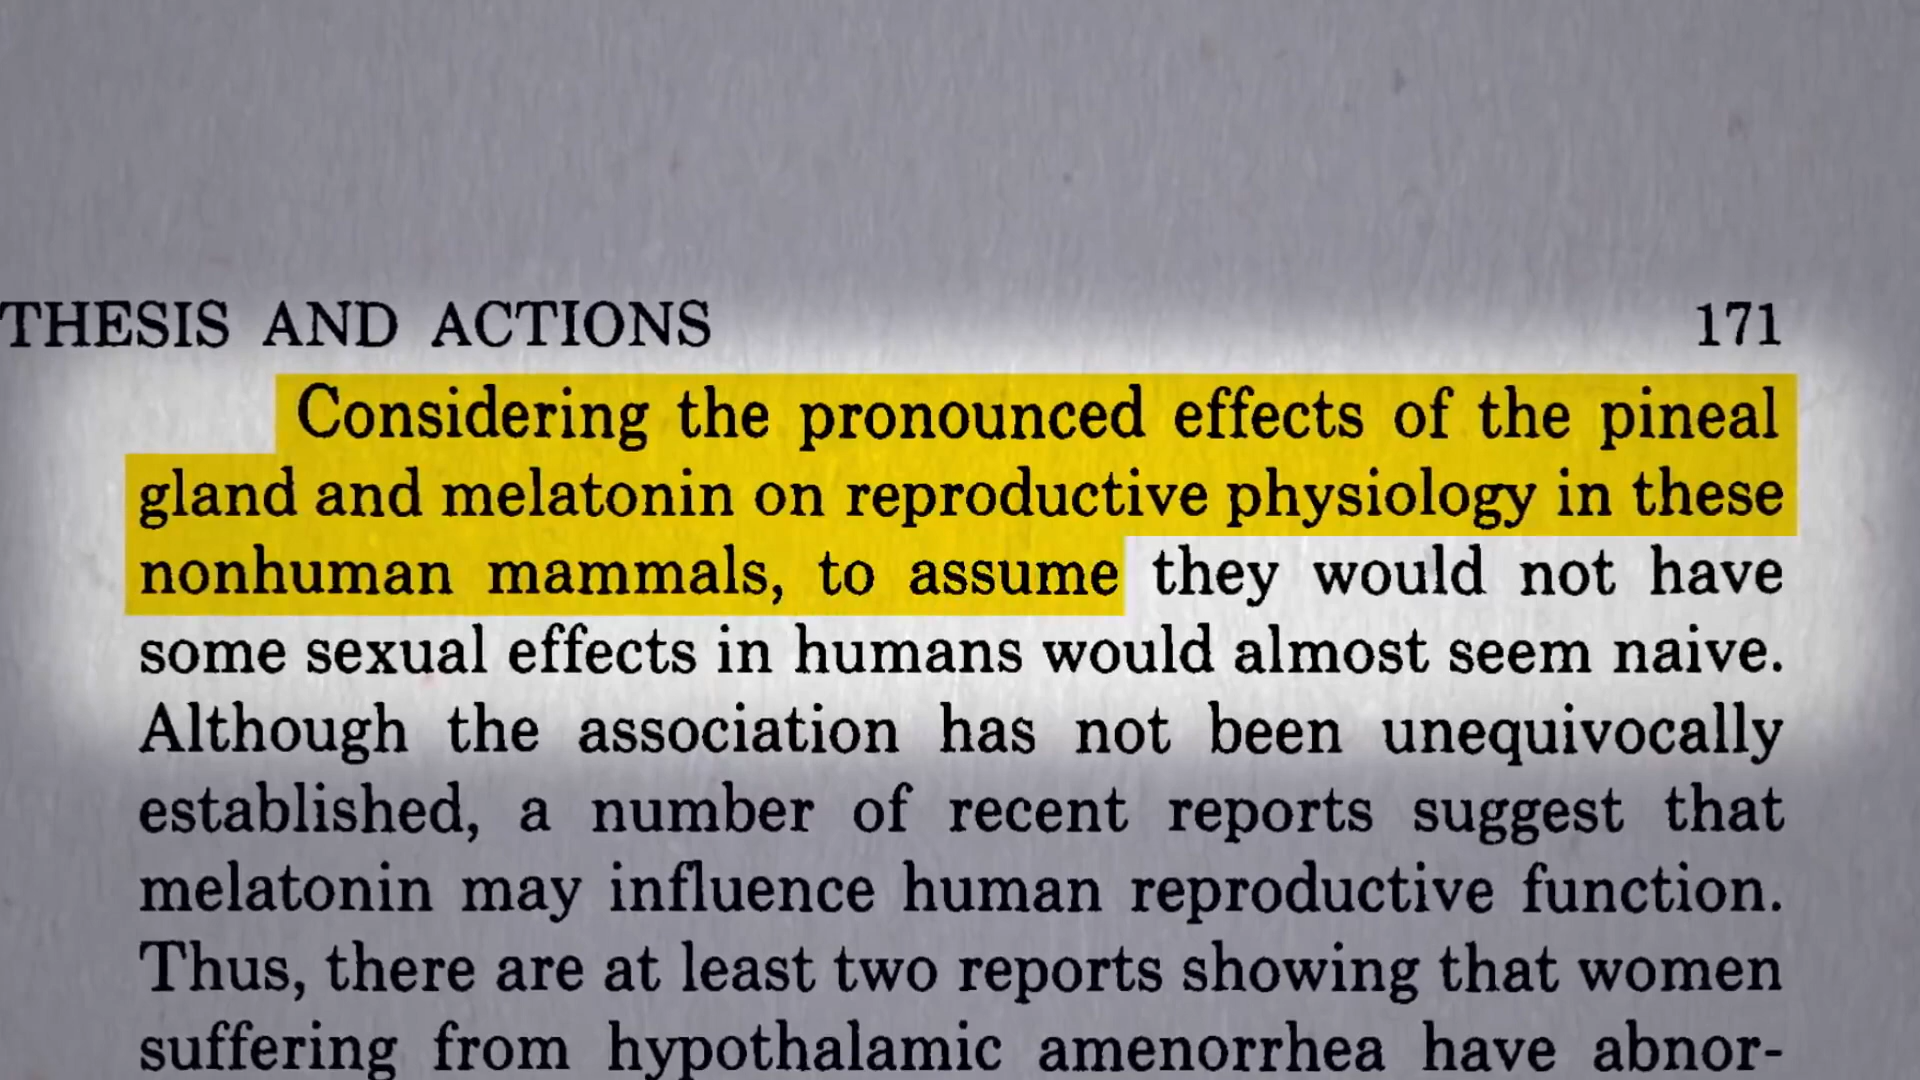 THESIS AND ACTIONS 171
Considering the pronounced effects of the pineal
gland and melatonin on reproductive physiology in these
nonhuman mammals, to assume they would not have
some sexual effects in humans would almost seem naive.
Although the association has not been unequivocally
established, a number of recent reports suggest that
melatonin may influence human reproductive function.
Thus, there are at least two reports showing that women
suffering from hypothalamic amenorrhea have abnor-